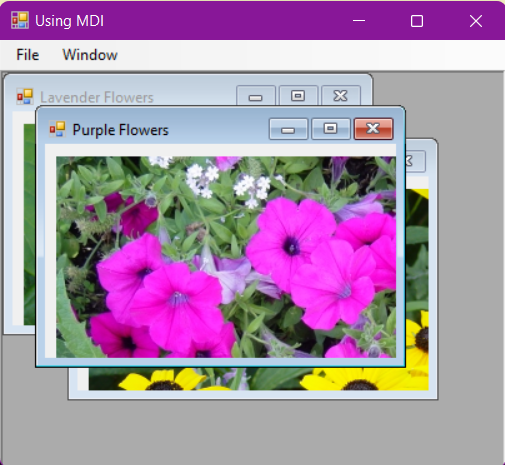 Using MDI
File Window
Lavender Flowers
Purple Flowers